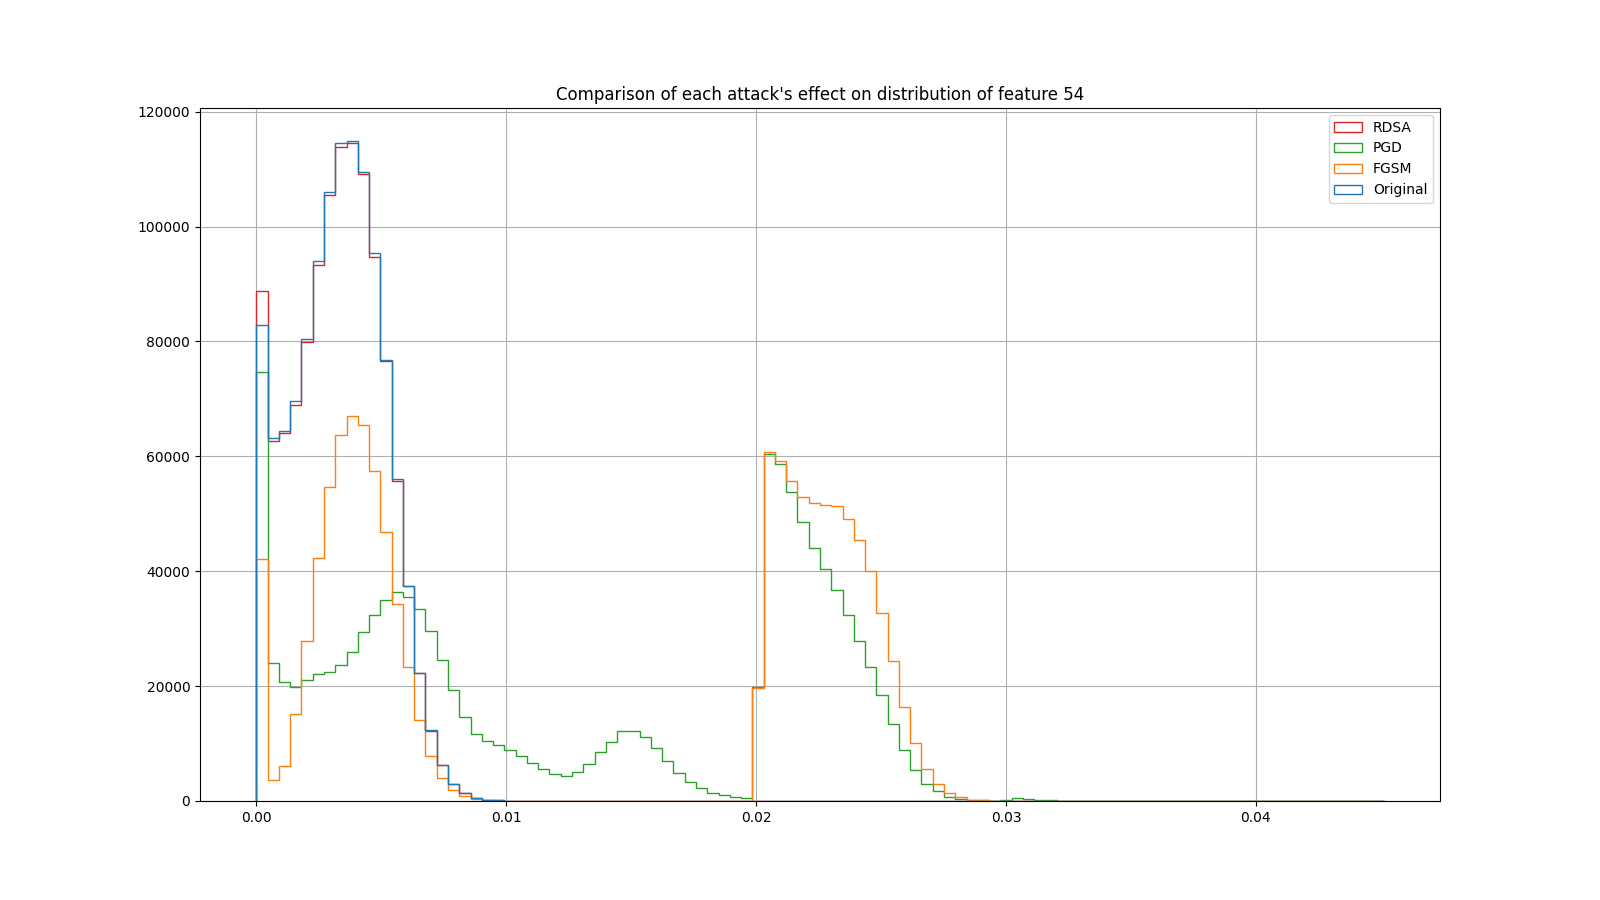 Comparison of each attack's effect on distribution of feature 54
120000
100000
80000
60000
40000
20000
0
0.00 0.01 0.02 0.03 0.04
RDSA
PGD
FGSM
Original